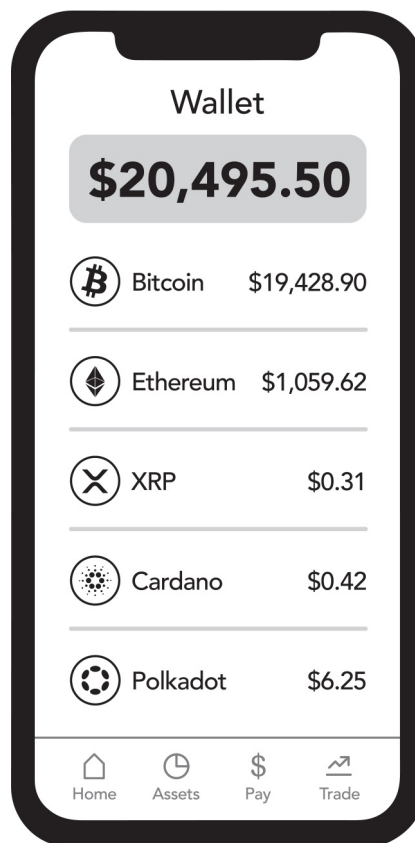 Wallet
$20,495.50
Bitcoin $19,428.90
Ethereum $1,059.62
XRP $0.31
Cardano $0.42
Polkadot $6.25
Home Assets Pay Trade